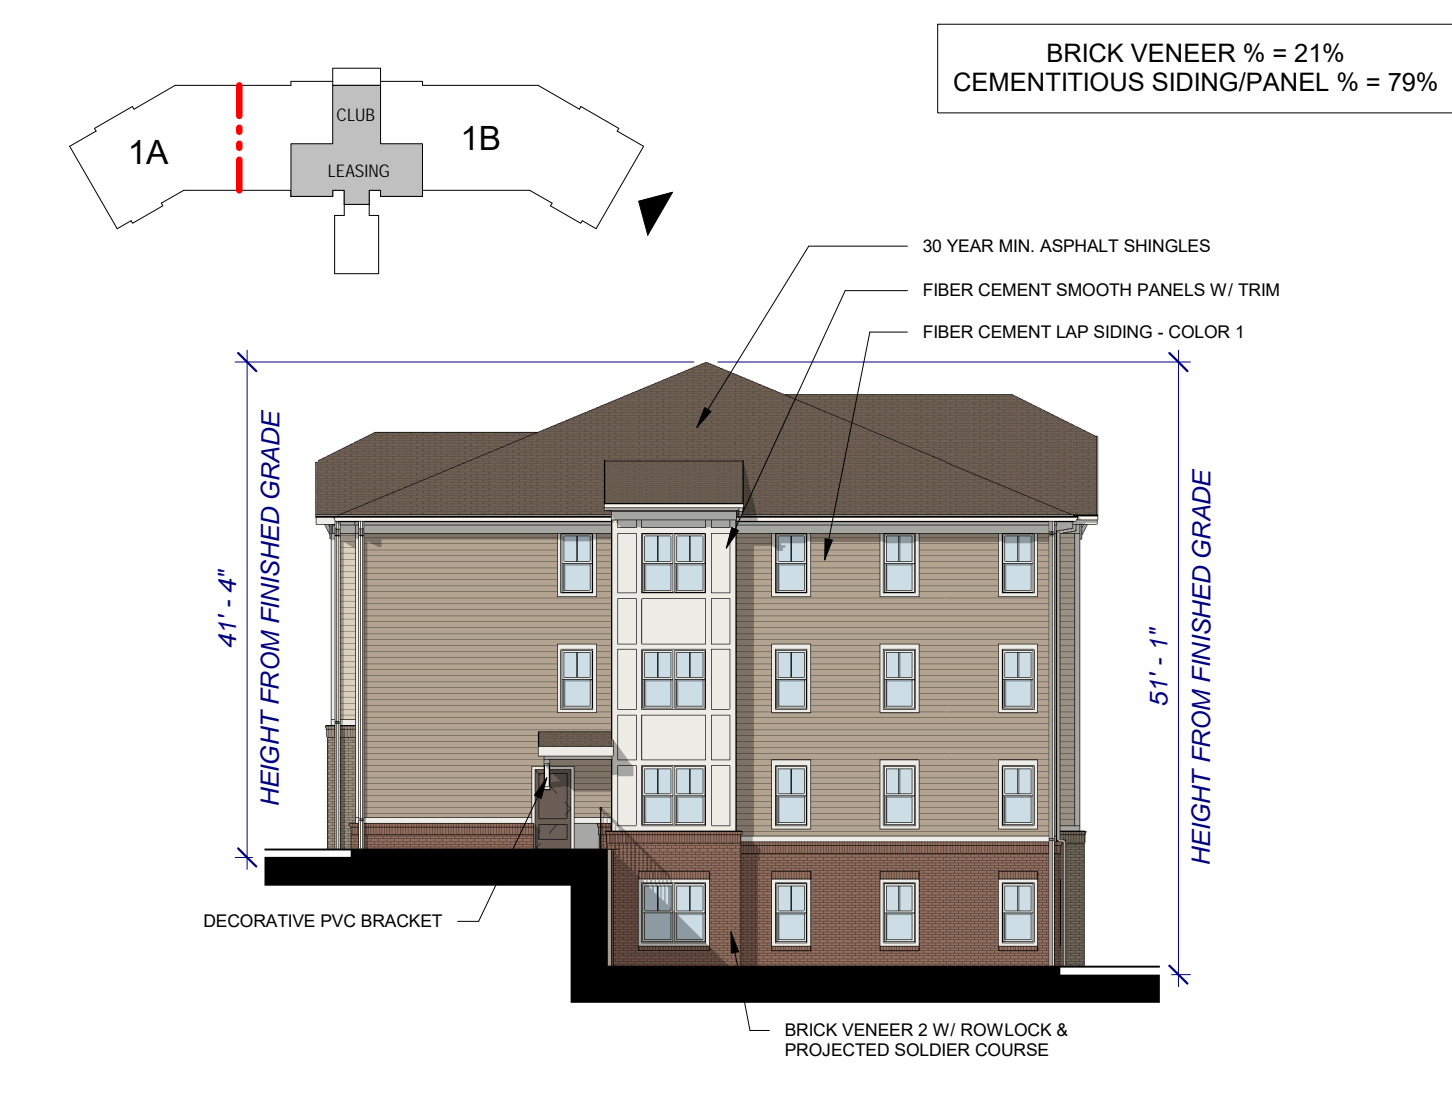 BRICK VENEER % = 21%
CEMENTITIOUS SIDING/PANEL % = 79%
CLUB
1A
1B
LEASING
30 YEAR MIN. ASPHALT SHINGLES
FIBER CEMENT SMOOTH PANELS W/ TRIM
FIBER CEMENT LAP SIDING - COLOR 1
41' - 4"
HEIGHT FROM FINISHED GRADE
51' - 1"
HEIGHT FROM FINISHED GRADE
DECORATIVE PVC BRACKET
BRICK VENEER 2 W/ ROWLOCK &
PROJECTED SOLDIER COURSE